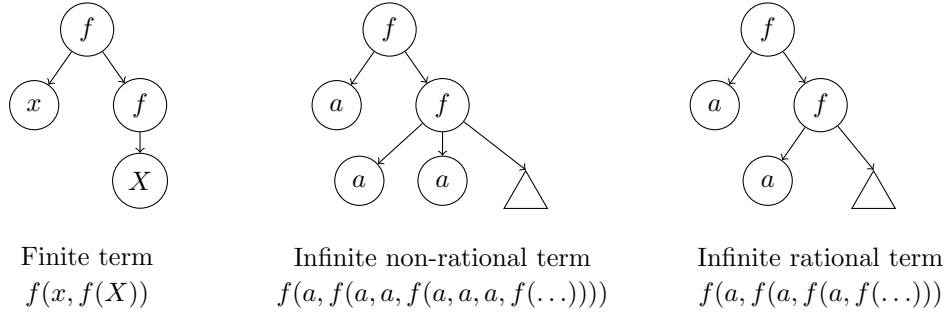 f f f
x f a f a f
X a a a
Finite term Infinite non-rational term Infinite rational term
f(x, f(X)) f(a, f(a, a, f(a, a, a, f(…)))) f(a, f(a, f(a, f(…)))